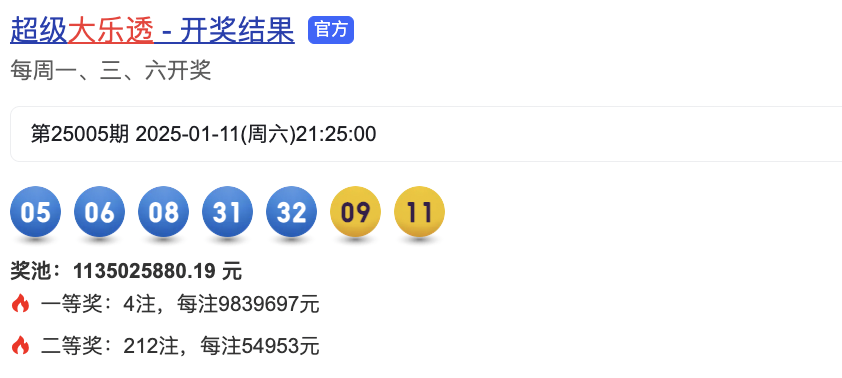 超级大乐透 - 开奖结果 官方
每周一、三、六开奖
第25005期 2025-01-11(周六)21:25:00
05 06 08 31 32 09 11
奖池：1135025880.19 元
一等奖：4注，每注9839697元
二等奖：212注，每注54953元